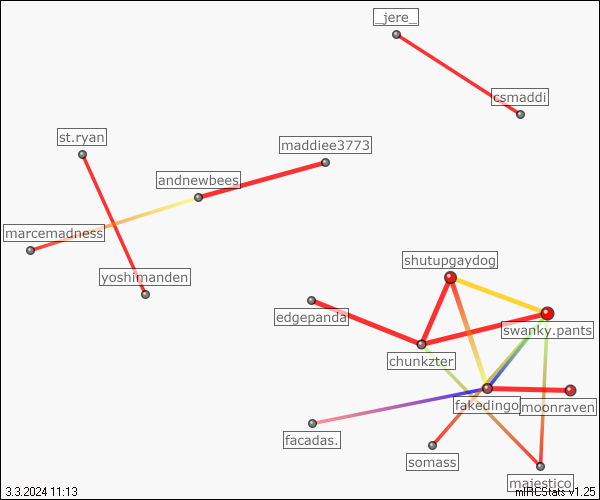 _jere_
csmaddi
st.ryan
maddiee3773
andnewbees
marcemadness
shutupgaydog
yoshimanden
edgepanda
swanky.pants
chunkzter
fakedingo
moonraven
facadas.
somass
majestico
3.3.2024 11:13
mIRCStats v1.25